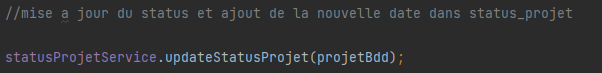 //mise a jour du status et ajout de la nouvelle date dans status_projet
statusProjetService.updateStatusProjet(projetBdd);